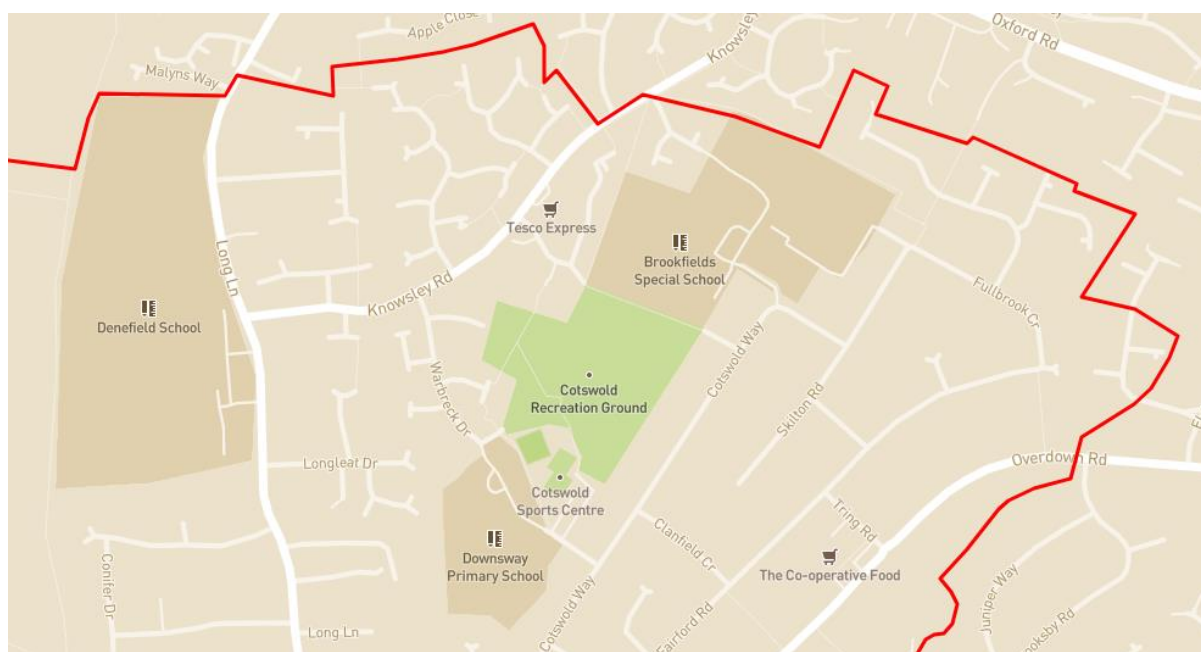 Apple Close
Knowsley
Oxford Rd
Malyns Way
Tesco Express
Brookfields
Special School
Long Ln
Knowsley Rd
Fullbrook Cr
Denefield School
Cotswold Way
Cotswold
Recreation Ground
Warbreck Dr
Skilton Rd
Longleat Dr
Overdown Rd
Cotswold
Sports Centre
Tring Rd
Clanfield Cr
Downsway
Primary School
The Co-operative Food
Conifer Dr
Long Ln
Cotswold Way
Fairford Rd
Juniper Way
ooksby Rd